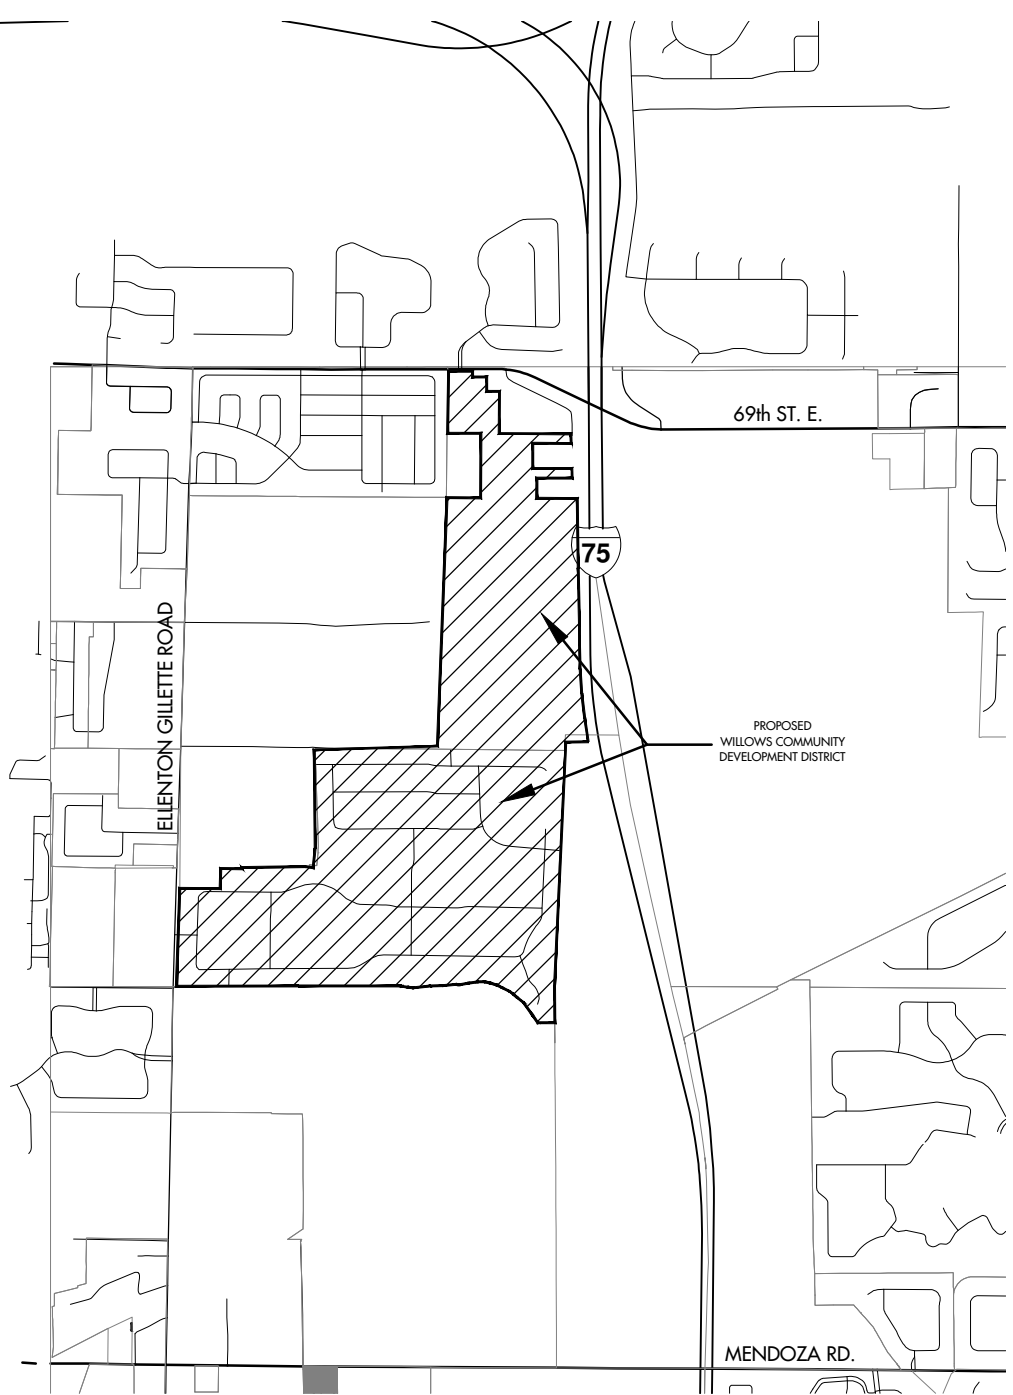 69th ST. E.
75
ELLENTON GILLETTE ROAD
PROPOSED
WILLOWS COMMUNITY
DEVELOPMENT DISTRICT
MENDOZA RD.